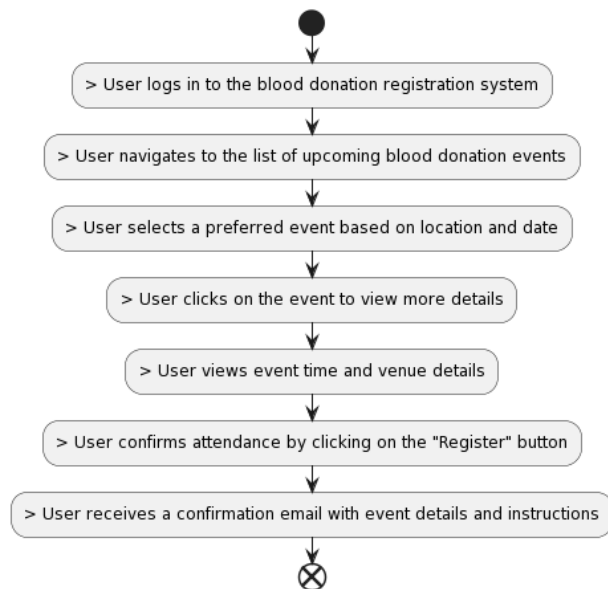 > User logs in to the blood donation registration system
> User navigates to the list of upcoming blood donation events
> User selects a preferred event based on location and date
> User clicks on the event to view more details
> User views event time and venue details
> User confirms attendance by clicking on the "Register" button
> User receives a confirmation email with event details and instructions